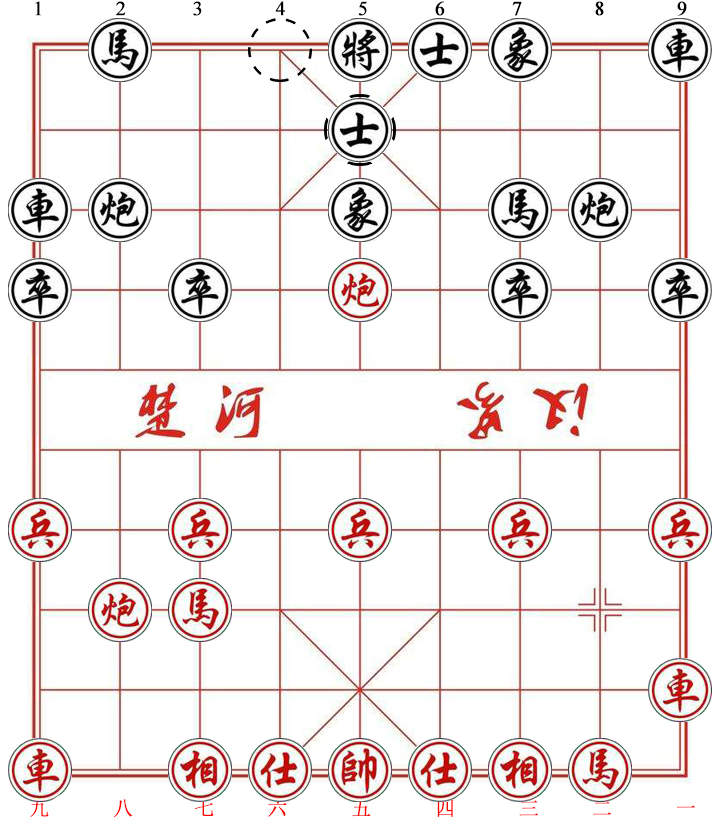 1 2 3 4 5 6 7 8 9
馬 將 士 象 車
士
車 炮 象 馬 炮
卒 卒 炮 卒 卒
楚 河 汉 界
兵 兵 兵 兵 兵
炮 馬
車
車 相 仕 帥 仕 相 馬
九 八 七 六 五 四 三 二 一